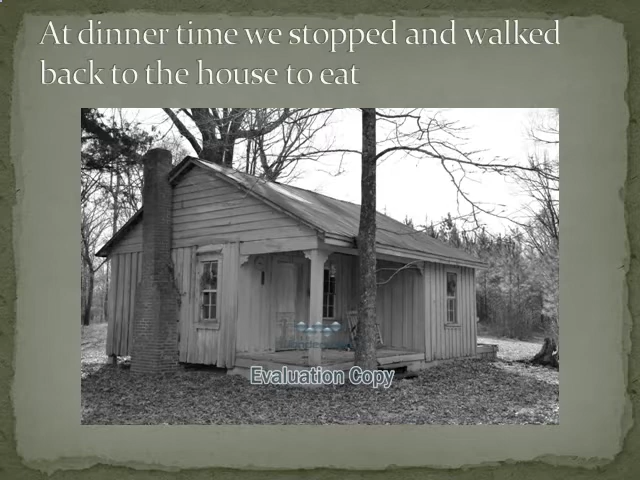 At dinner time we stopped and walked
back to the house to eat
Evaluation Copy